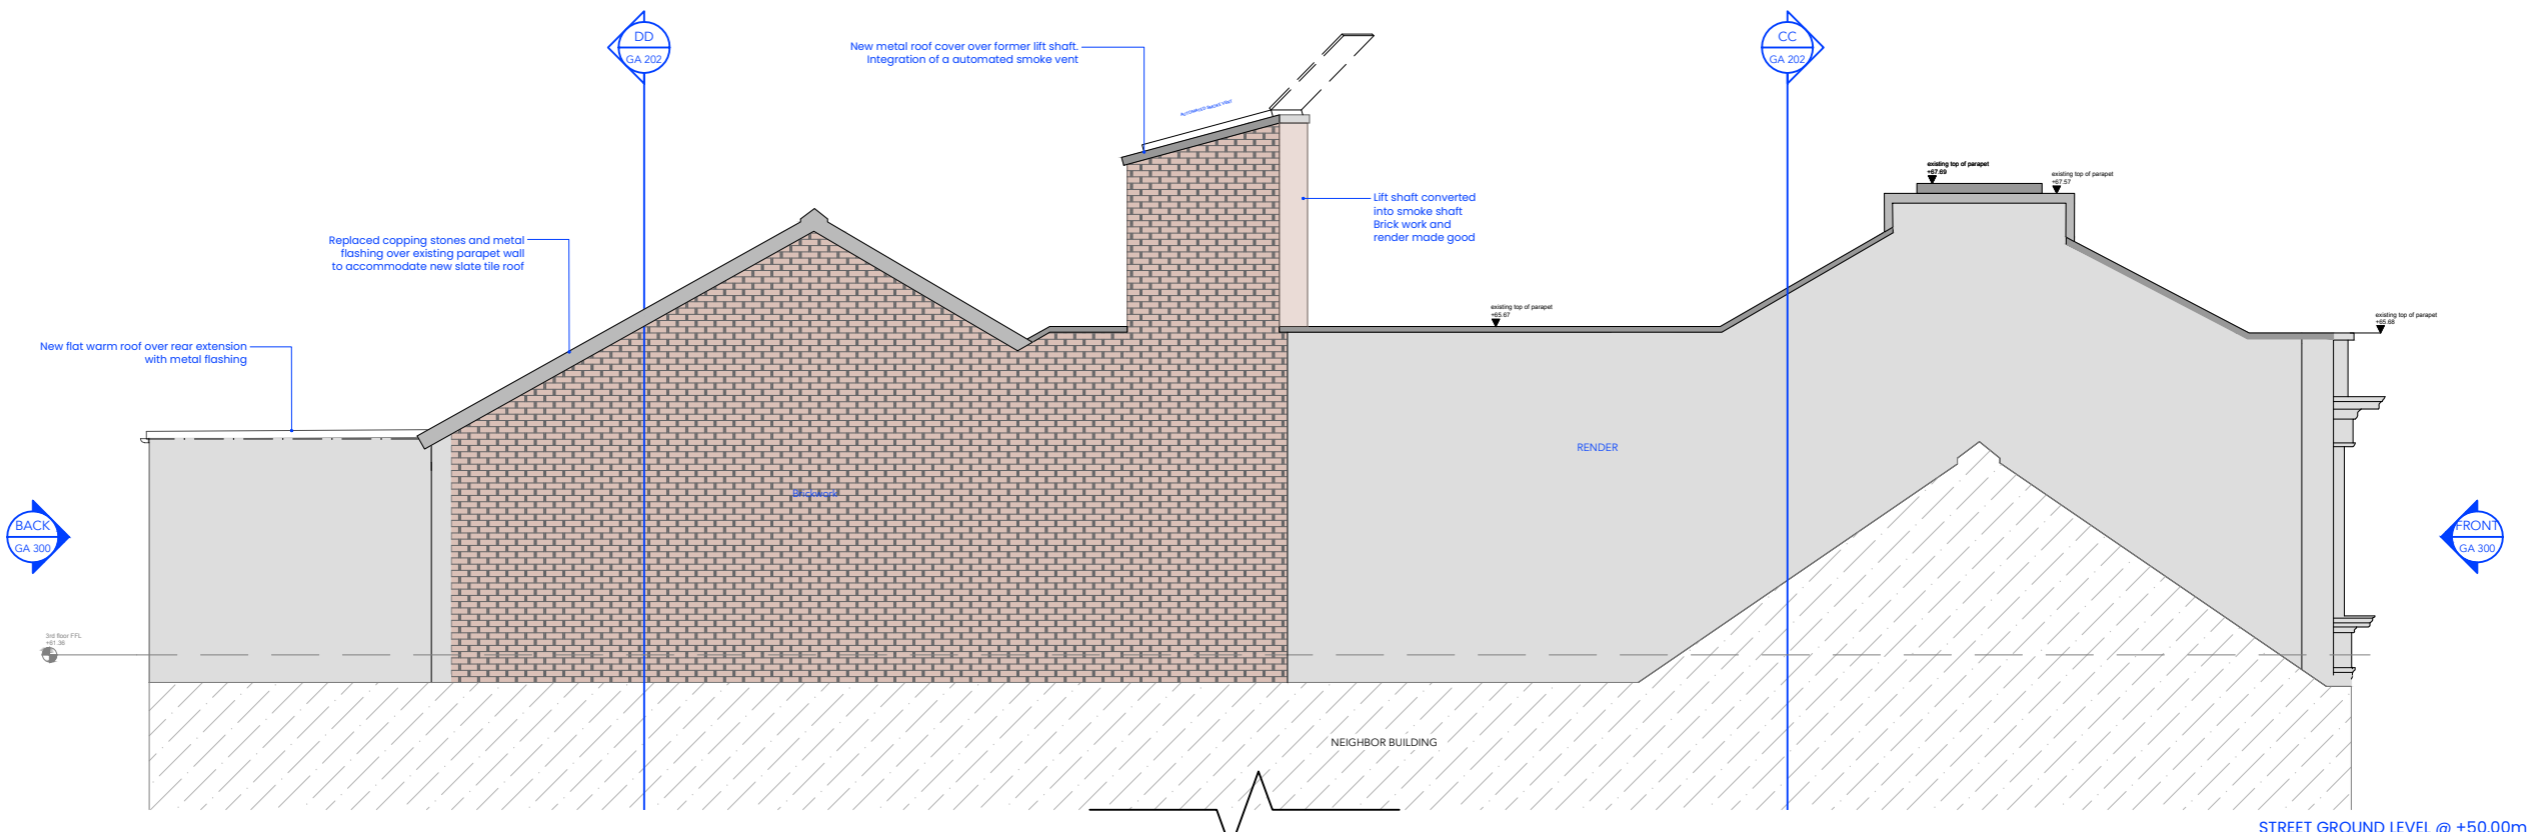 DD
GA 202
New metal roof cover over former lift shaft.
Integration of a automated smoke vent
CC
GA 202
AUTOMATED SMOKE VENT
existing top of parapet
+67.69
existing top of parapet
+67.57
Lift shaft converted
into smoke shaft
Brick work and
render made good
Replaced copping stones and metal
flashing over existing parapet wall
to accommodate new slate tile roof
existing top of parapet
+65.67
existing top of parapet
+65.68
New flat warm roof over rear extension
with metal flashing
RENDER
Brickwork
BACK
GA 300
FRONT
GA 300
3rd floor FFL
+61.36
NEIGHBOR BUILDING
STREET GROUND LEVEL @ +50.00m